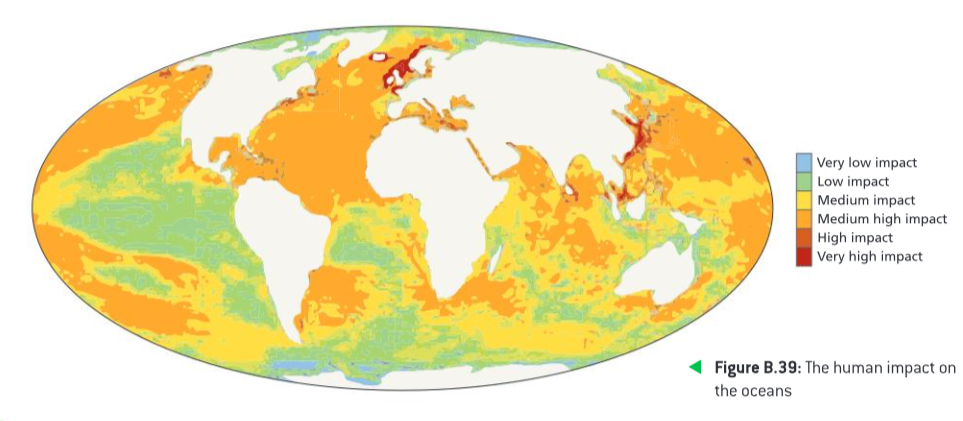 Very low impact
Low impact
Medium impact
Medium high impact
High impact
Very high impact
Figure B.39: The human impact on
the oceans